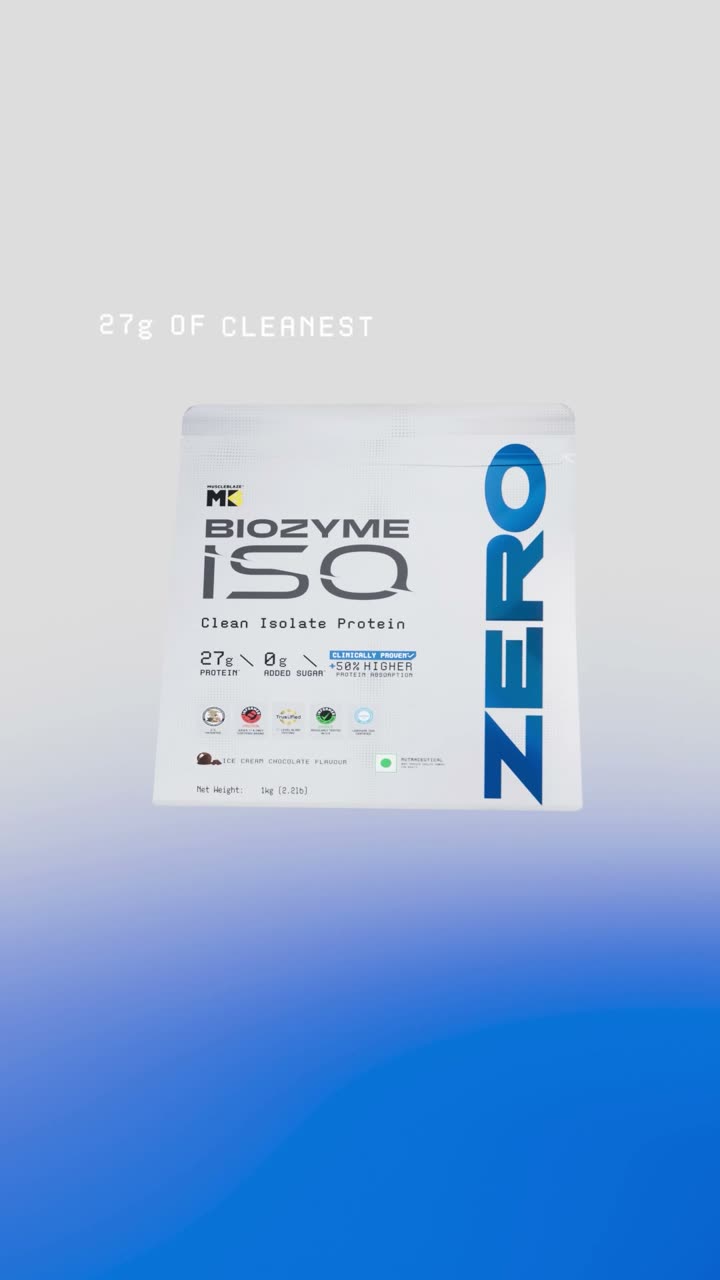 27g OF CLEANEST
MUSCLEBLAZE
BIOZYME
ISO
ZERO
Clean Isolate Protein
27g
PROTEIN
0g
ADDED SUGAR
CLINICALLY PROVEN
+50% HIGHER
PROTEIN ABSORPTION
Trustified
ICE CREAM CHOCOLATE FLAVOUR
NUTRACEUTICAL
Net Weight: 1kg (2.2lb)